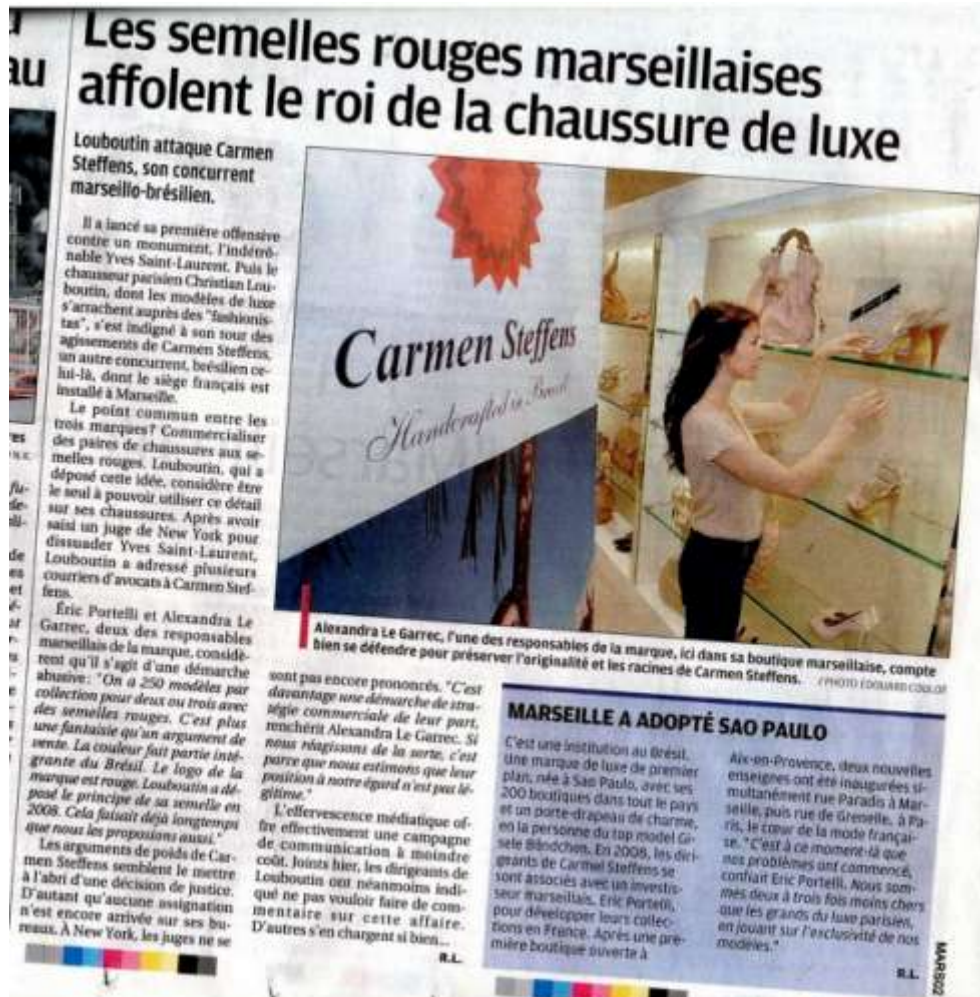 au
Les semelles rouges marseillaises
affolent le roi de la chaussure de luxe
Louboutin attaque Carmen
Steffens, son concurrent
marseillo-brésilien.
Il a lancé sa première offensive
contre un monument, l'indétrô-
nable Yves Saint-Laurent. Puis le
chausseur parisien Christian Lou-
boutin, dont les modèles de luxe
s'arrachent auprès des "fashionis-
tas", s'est indigné à son tour des
agissements de Carmen Steffens,
un autre concurrent, brésilien ce-
lui-là, dont le siège français est
installé à Marseille.
Le point commun entre les
trois marques? Commercialiser
des paires de chaussures aux se-
melles rouges. Louboutin, qui a
déposé cette idée, considère être
le seul à pouvoir utiliser ce détail
sur ses chaussures. Après avoir
saisi un juge de New York pour
dissuader Yves Saint-Laurent,
Louboutin a adressé plusieurs
courriers d'avocats à Carmen Stef-
fens.
Éric Portelli et Alexandra Le
Garrec, deux des responsables
marseillais de la marque, considè-
rent qu'il s'agit d'une démarche
abusive: "On a 250 modèles par
collection pour deux ou trois avec
des semelles rouges. C'est plus
une fantaisie qu'un argument de
vente. La couleur fait partie inté-
grante du Brésil. Le logo de la
marque est rouge. Louboutin a dé-
posé le principe de sa semelle en
2008. Cela faisait déjà longtemps
que nous les proposions aussi."
Les arguments de poids de Car-
men Steffens semblent le mettre
à l'abri d'une décision de justice.
D'autant qu'aucune assignation
n'est encore arrivée sur ses bu-
reaux. À New York, les juges ne se
Carmen Steffens
Handcrafted in Brasil
Alexandra Le Garrec, l'une des responsables de la marque, ici dans sa boutique marseillaise, compte
bien se défendre pour préserver l'originalité et les racines de Carmen Steffens.
/ PHOTO EDOUARD COULOT
sont pas encore prononcés. "C'est
davantage une démarche de stra-
tégie commerciale de leur part,
renchérit Alexandra Le Garrec. Si
nous réagissons de la sorte, c'est
parce que nous estimons que leur
position à notre égard n'est pas lé-
gitime."
L'effervescence médiatique of-
fre effectivement une campagne
de communication à moindre
coût. Joints hier, les dirigeants de
Louboutin ont néanmoins indi-
qué ne pas vouloir faire de com-
mentaire sur cette affaire.
D'autres s'en chargent si bien...
R.L.
MARSEILLE A ADOPTÉ SAO PAULO
C'est une institution au Brésil.
Une marque de luxe de premier
plan, née à Sao Paulo, avec ses
200 boutiques dans tout le pays
et un porte-drapeau de charme,
en la personne du top model Gi-
sele Bündchen. En 2008, les diri-
geants de Carmel Steffens se
sont associés avec un investis-
seur marseillais, Eric Portelli,
pour développer leurs collec-
tions en France. Après une pre-
mière boutique ouverte à
Aix-en-Provence, deux nouvelles
enseignes ont été inaugurées si-
multanément rue Paradis à Mar-
seille, puis rue de Grenelle, à Pa-
ris, le cœur de la mode françai-
se. "C'est à ce moment-là que
nos problèmes ont commencé,
confiait Eric Portelli. Nous som-
mes deux à trois fois moins chers
que les grands du luxe parisien,
en jouant sur l'exclusivité de nos
modèles."
R.L.
MARS02